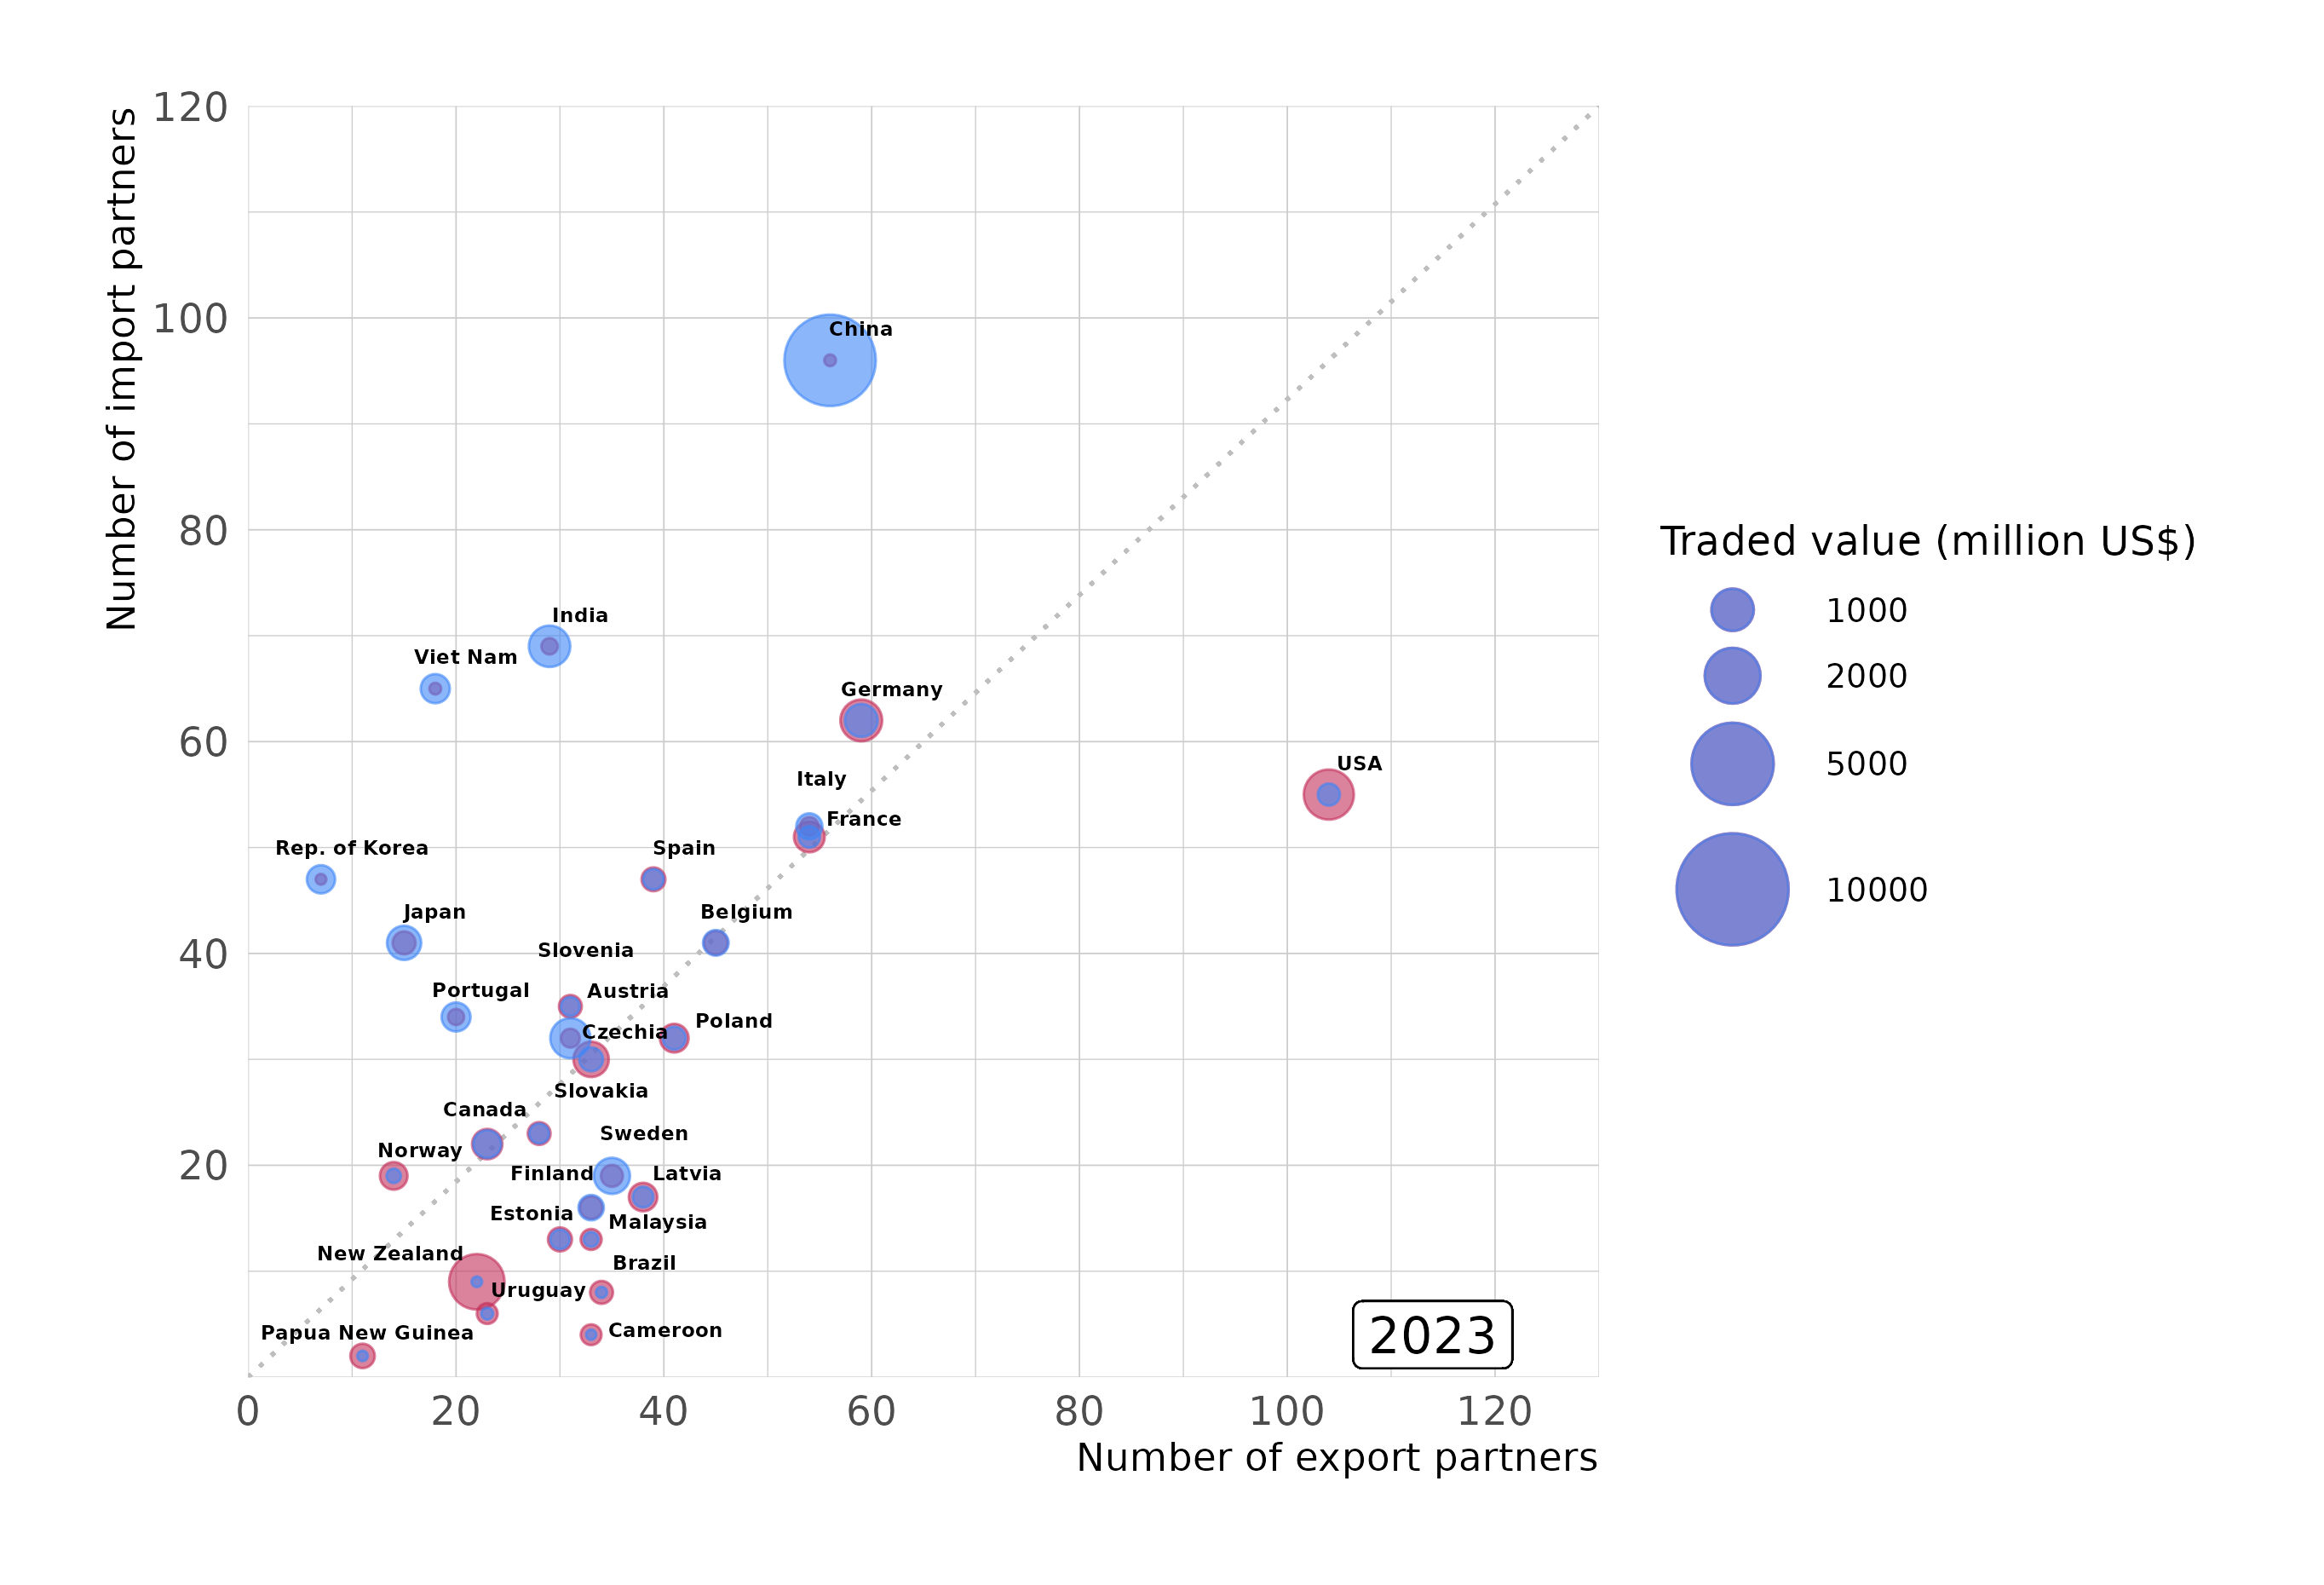 Number of import partners
120
100
80
60
40
20
China
India
Viet Nam
Germany
USA
Italy
France
Rep. of Korea
Spain
Japan
Belgium
Slovenia
Portugal
Austria
Poland
Czechia
Slovakia
Canada
Sweden
Norway
Finland
Latvia
Estonia
Malaysia
New Zealand
Brazil
Uruguay
Papua New Guinea
Cameroon
2023
0
20
40
60
80
100
120
Number of export partners
Traded value (million US$)
1000
2000
5000
10000